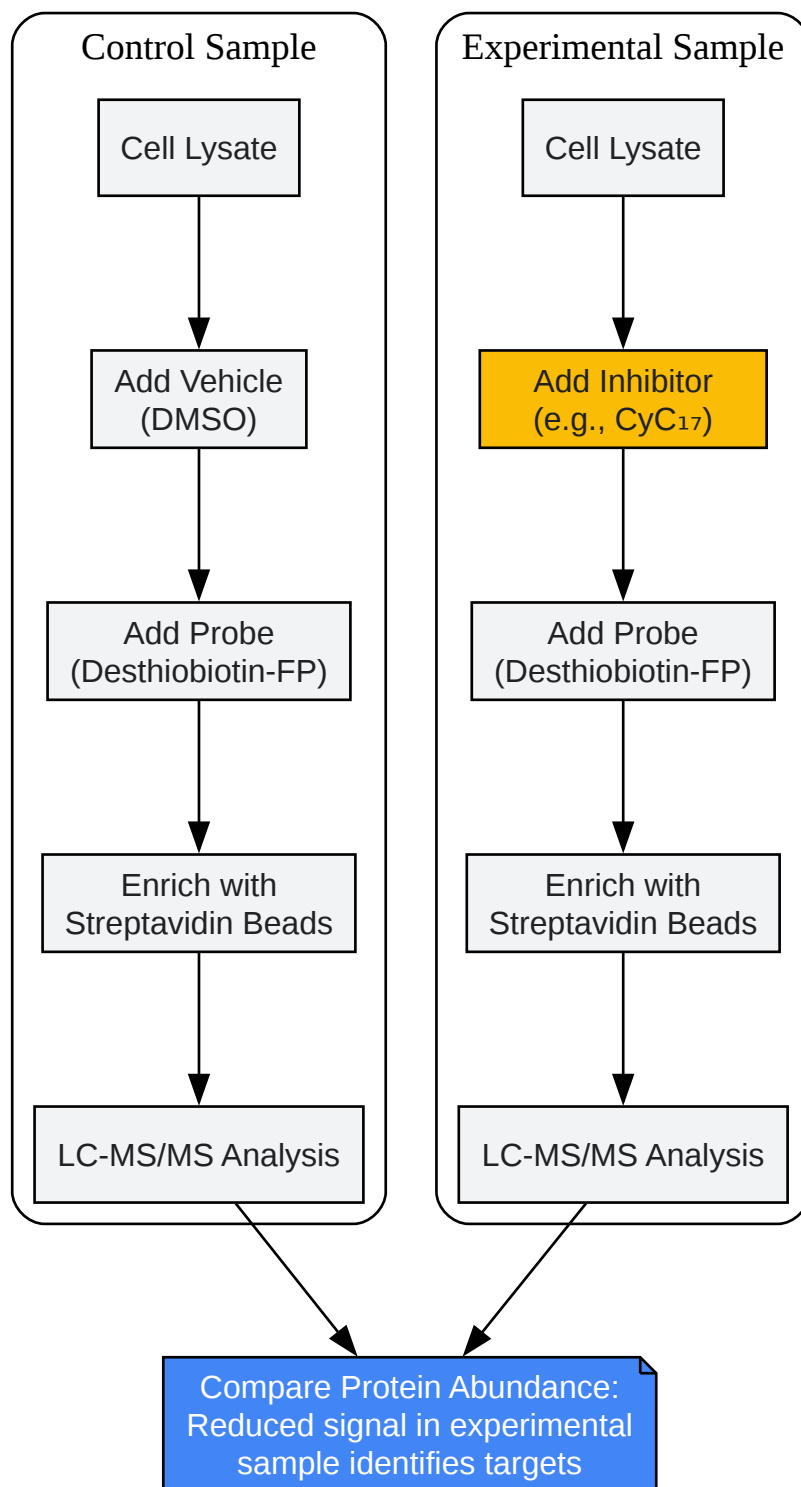 Control Sample
Cell Lysate
Add Vehicle
(DMSO)
Add Probe
(Desthiobiotin-FP)
Enrich with
Streptavidin Beads
LC-MS/MS Analysis
Experimental Sample
Cell Lysate
Add Inhibitor
(e.g., CyC₁₇)
Add Probe
(Desthiobiotin-FP)
Enrich with
Streptavidin Beads
LC-MS/MS Analysis
Compare Protein Abundance:
Reduced signal in experimental
sample identifies targets